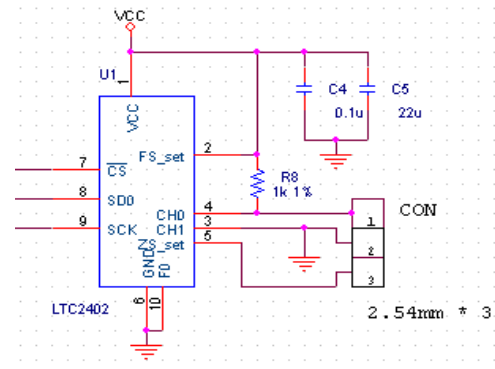 VCC
U1
1
VCC
C4
C5
0.1u
22u
2
FS_set
7
CS
R8
1k 1%
8
SDO
4
CH0
CON
9
SCK
3
CH1
1
5
ZS_set
2
GND
F0
3
LTC2402
6
10
2.54mm * 3